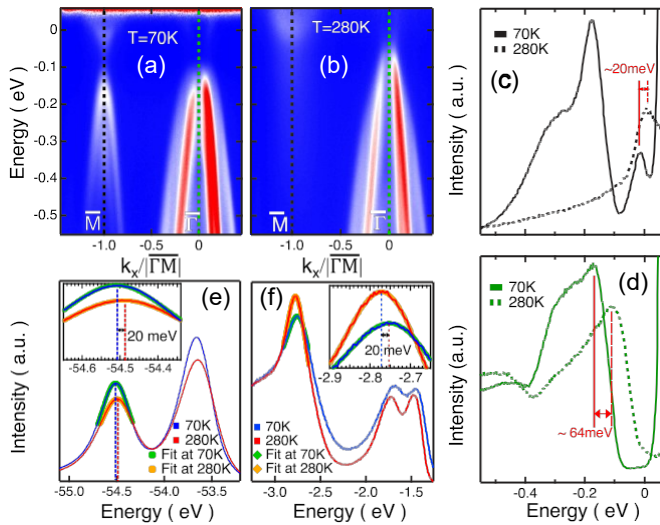 T=70K
(a)
T=280K
(b)
Energy ( eV )
0
-0.1
-0.2
-0.3
-0.4
-0.5
M̅
Γ̅
M̅
Γ̅
-1.0
-0.5
0
-1.0
-0.5
0
k_x/|Γ̅M̅|
k_x/|Γ̅M̅|
Intensity ( a.u.)
70K
280K
(c)
~20meV
(e)
20 meV
-54.6
-54.5
-54.4
70K
280K
Fit at 70K
Fit at 280K
Intensity ( a.u. )
-55.0
-54.5
-54.0
-53.5
Energy ( eV )
(f)
20 meV
-2.9
-2.8
-2.7
70K
280K
Fit at 70K
Fit at 280K
-3.0
-2.5
-2.0
-1.5
Energy ( eV )
Intensity ( a.u.)
70K
280K
(d)
~ 64meV
-0.4
-0.2
0
Energy ( eV )